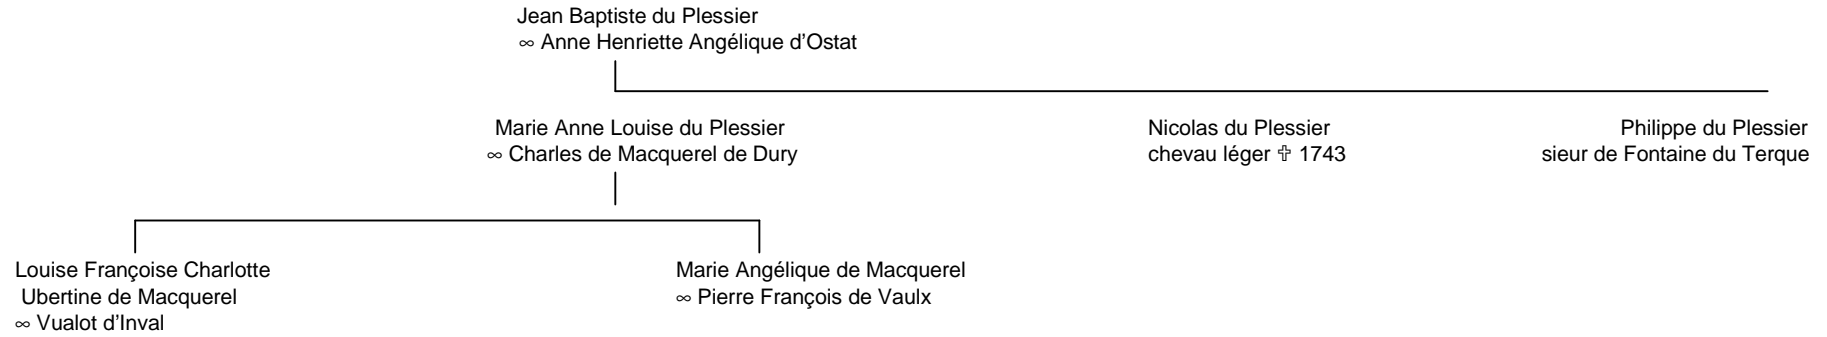 Jean Baptiste du Plessier
∞ Anne Henriette Angélique d’Ostat
Marie Anne Louise du Plessier
∞ Charles de Macquerel de Dury
Nicolas du Plessier
chevau léger ✞ 1743
Philippe du Plessier
sieur de Fontaine du Terque
Louise Françoise Charlotte
Ubertine de Macquerel
∞ Vualot d’Inval
Marie Angélique de Macquerel
∞ Pierre François de Vaulx